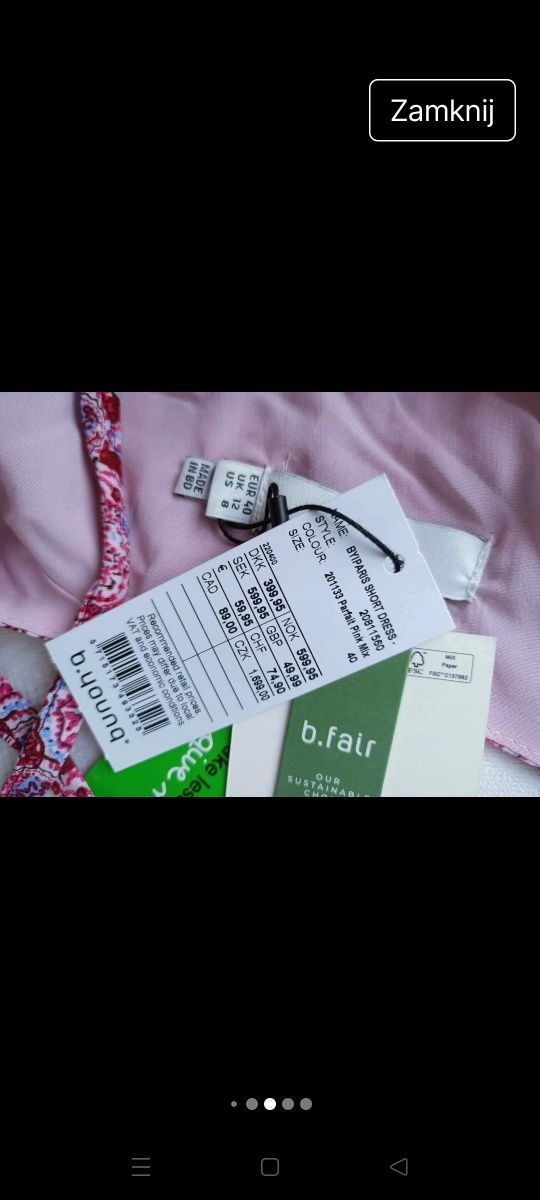 Zamknij
MADE
IN BD
EUR 40
UK 12
US 8
NAME: BYIPARIS SHORT DRESS -
STYLE: 20811560
COLOUR: 201133 Parfait Pink Mix
SIZE: 40
220400
DKK 399.95 NOK 599.95
SEK 599.95 GBP 49.99
€ 59.95 CHF 74.90
CAD 89.00 CZK 1,699.00
Recommended retail prices
Prices may differ due to local
VAT and economic conditions
b.young®
FSC
MIX
Paper
FSC™ C137982
b.fair
OUR
SUSTAINABLE